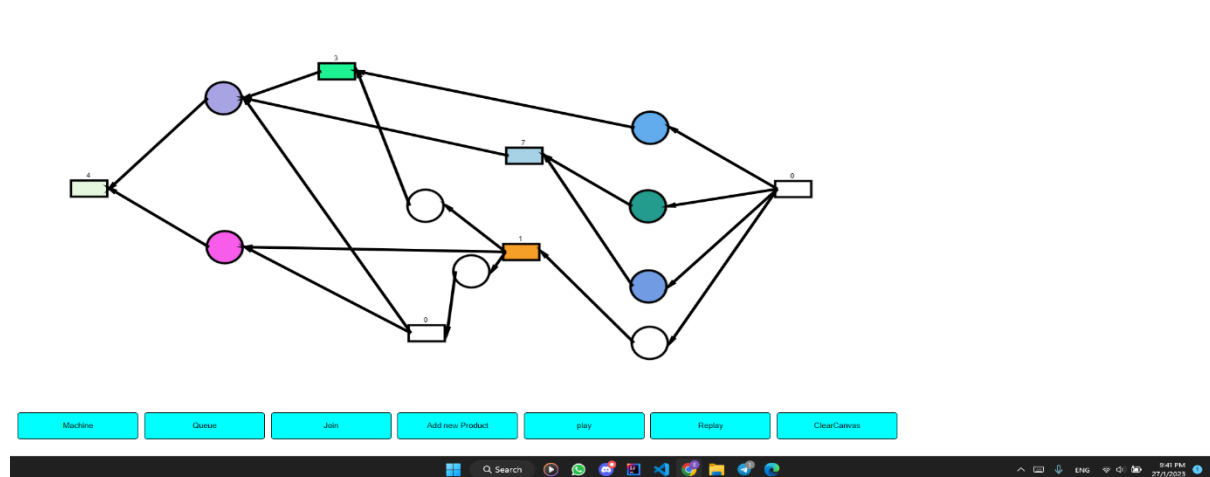 3
7
4
0
1
0
Machine
Queue
Join
Add new Product
play
Replay
ClearCanvas
Search
ENG
9:41 PM
27/1/2023